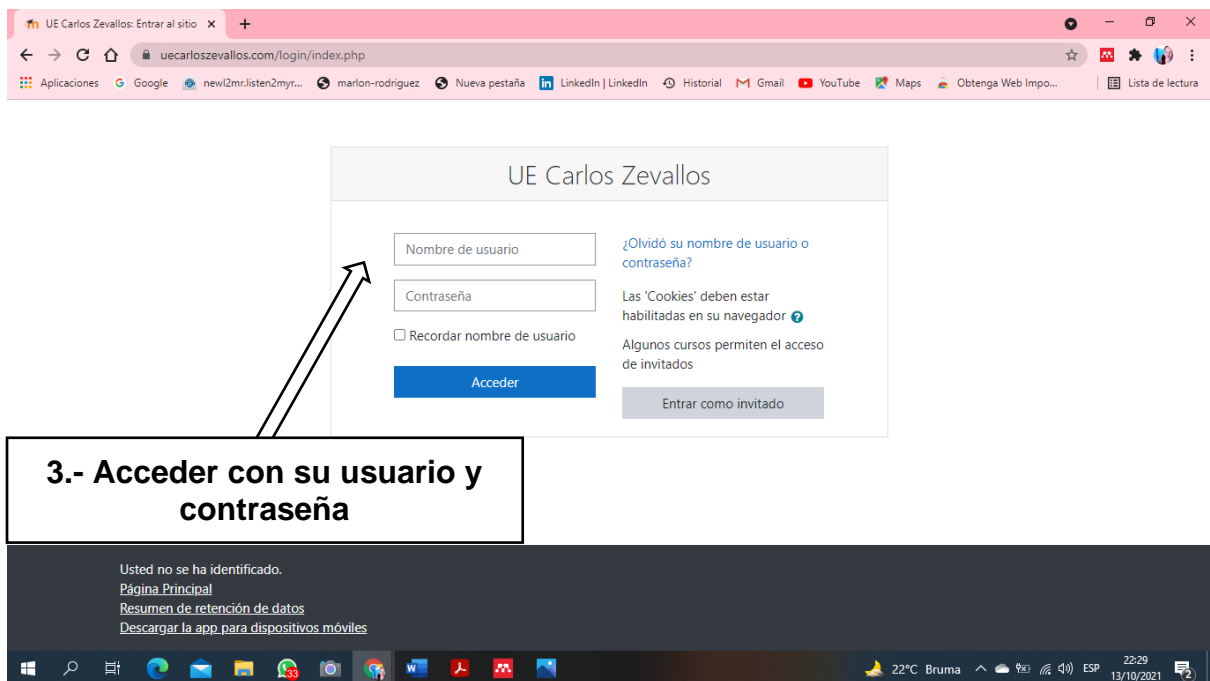 UE Carlos Zevallos: Entrar al sitio
uecarloszevallos.com/login/index.php
Aplicaciones Google newl2mr.listen2myr... marlon-rodriguez Nueva pestaña LinkedIn | LinkedIn Historial Gmail YouTube Maps Obtenga Web Impo... Lista de lectura
UE Carlos Zevallos
Nombre de usuario
Contraseña
Recordar nombre de usuario
Acceder
¿Olvidó su nombre de usuario o
contraseña?
Las 'Cookies' deben estar
habilitadas en su navegador
Algunos cursos permiten el acceso
de invitados
Entrar como invitado
3.- Acceder con su usuario y
contraseña
Usted no se ha identificado.
Página Principal
Resumen de retención de datos
Descargar la app para dispositivos móviles
33
22°C Bruma ESP 22:29
13/10/2021
2